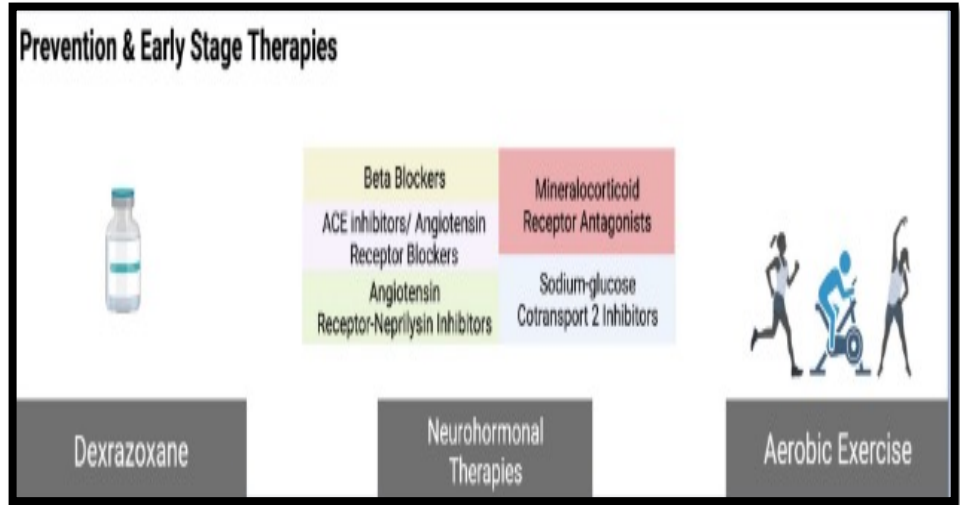 Prevention & Early Stage Therapies
Beta Blockers
ACE inhibitors/ Angiotensin
Receptor Blockers
Angiotensin
Receptor-Neprilysin Inhibitors
Mineralocorticoid
Receptor Antagonists
Sodium-glucose
Cotransport 2 Inhibitors
Dexrazoxane
Neurohormonal
Therapies
Aerobic Exercise